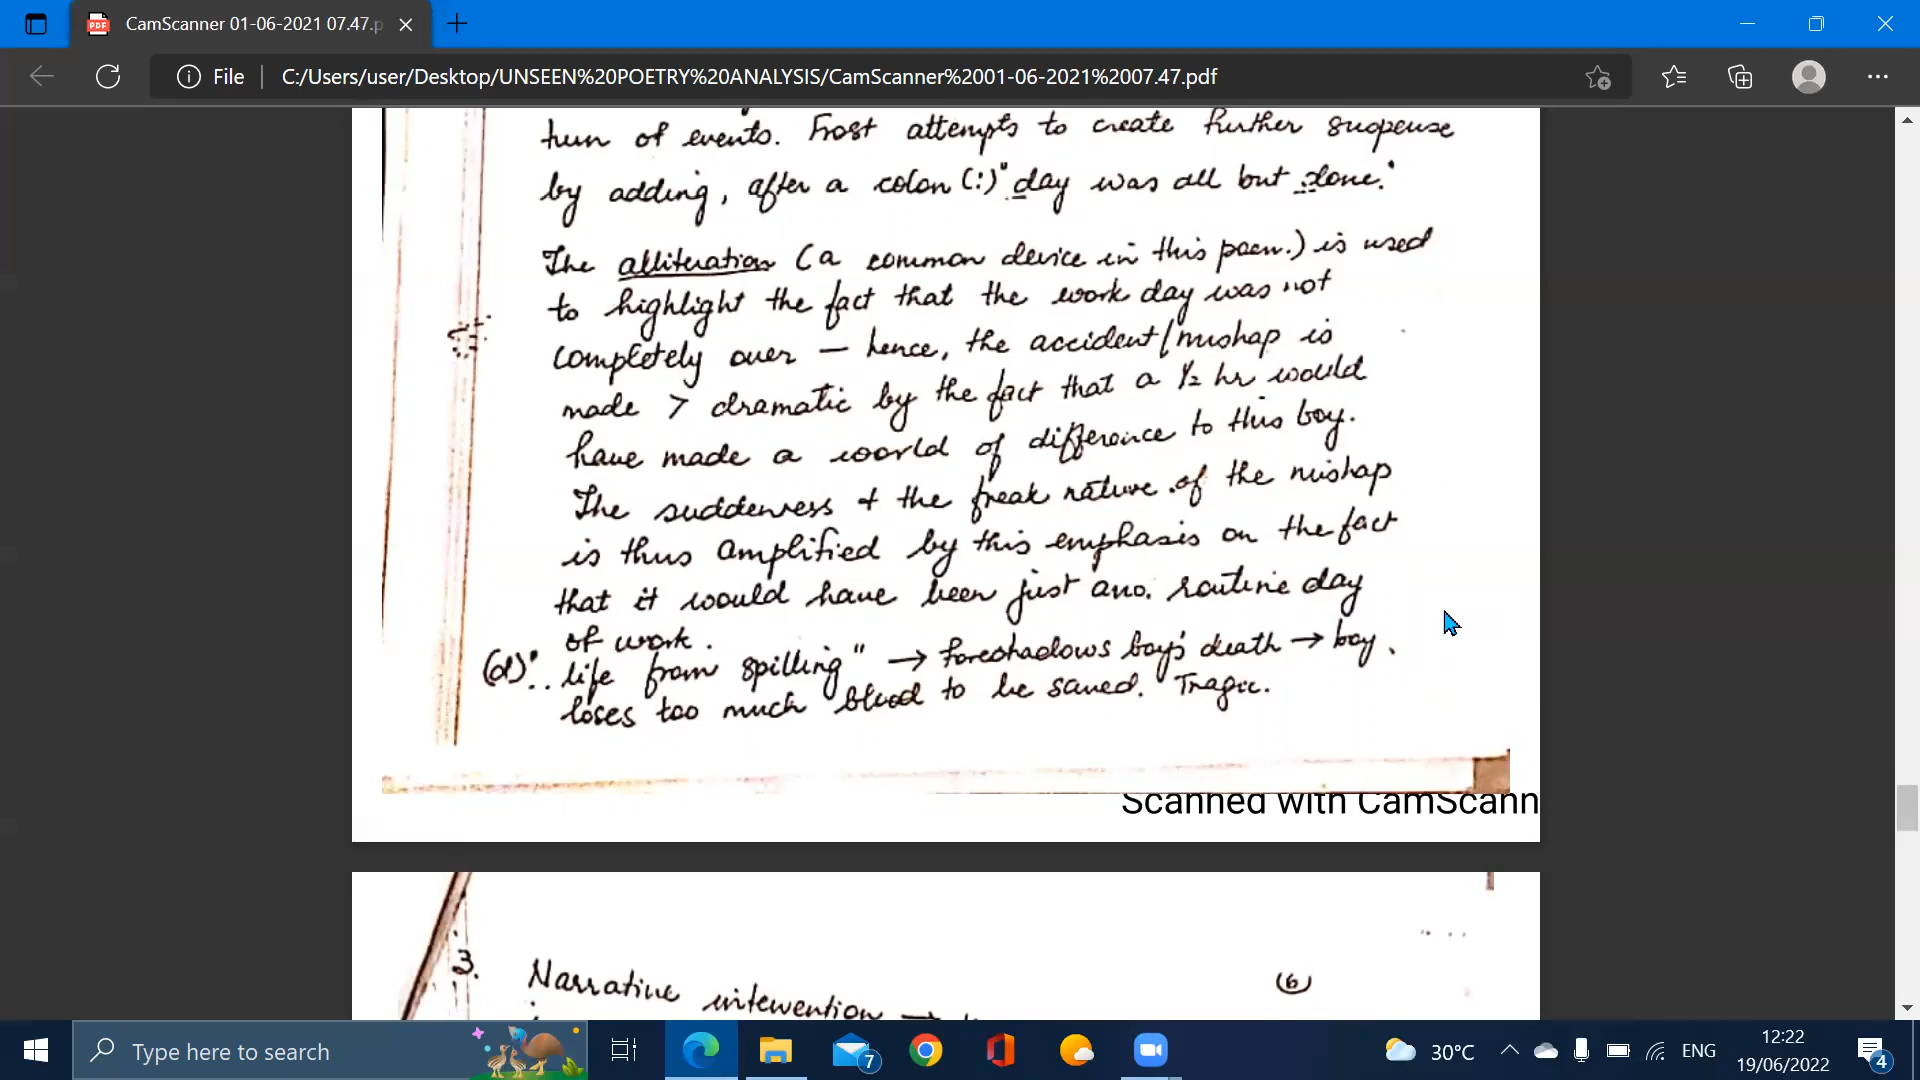 CamScanner 01-06-2021 07.47.p
File
C:/Users/user/Desktop/UNSEEN%20POETRY%20ANALYSIS/CamScanner%2001-06-2021%2007.47.pdf
turn of events. Frost attempts to create further suspense
by adding, after a colon (:) "day was all but done."
The alliteration (a common device in this poem.) is used
to highlight the fact that the work day was not
completely over — hence, the accident/mishap is
made > dramatic by the fact that a ½ hr would
have made a world of difference to this boy.
The suddenness + the freak nature of the mishap
is thus amplified by this emphasis on the fact
that it would have been just ano. routine day
of work.
(d) ".. life from spilling" → foreshadows boy's death → boy
loses too much blood to be saved. Tragic.
Scanned with CamScann
3. Narrative intervention →
(6)
Type here to search
7
30°C
ENG
12:22
19/06/2022
4